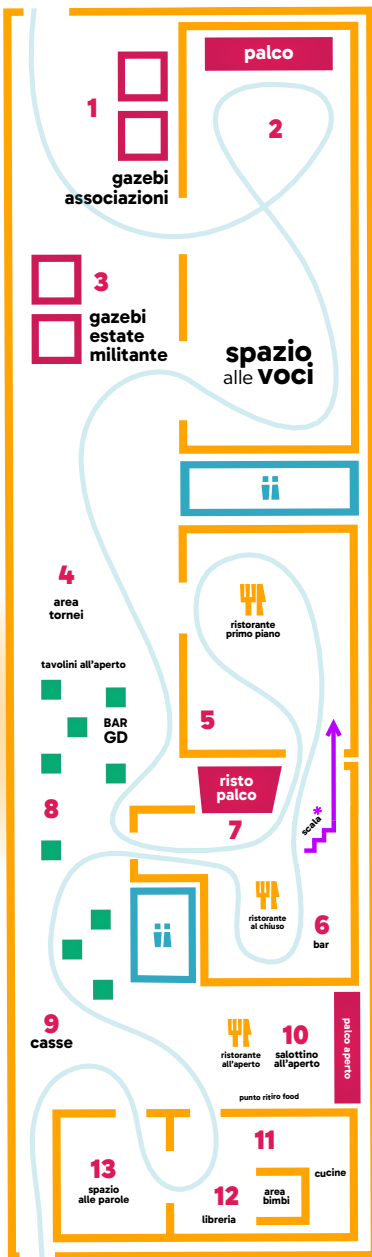 palco
1
2
gazebi
associazioni
3
gazebi
estate
militante
spazio
alle voci
4
area
tornei
ristorante
primo piano
tavolini all'aperto
BAR
GD
5
risto
palco
7
8
scala*
ristorante
al chiuso
6
bar
9
casse
ristorante
all'aperto
10
salottino
all'aperto
palco aperto
punto ritiro food
11
13
spazio
alle parole
12
libreria
area
bimbi
cucine